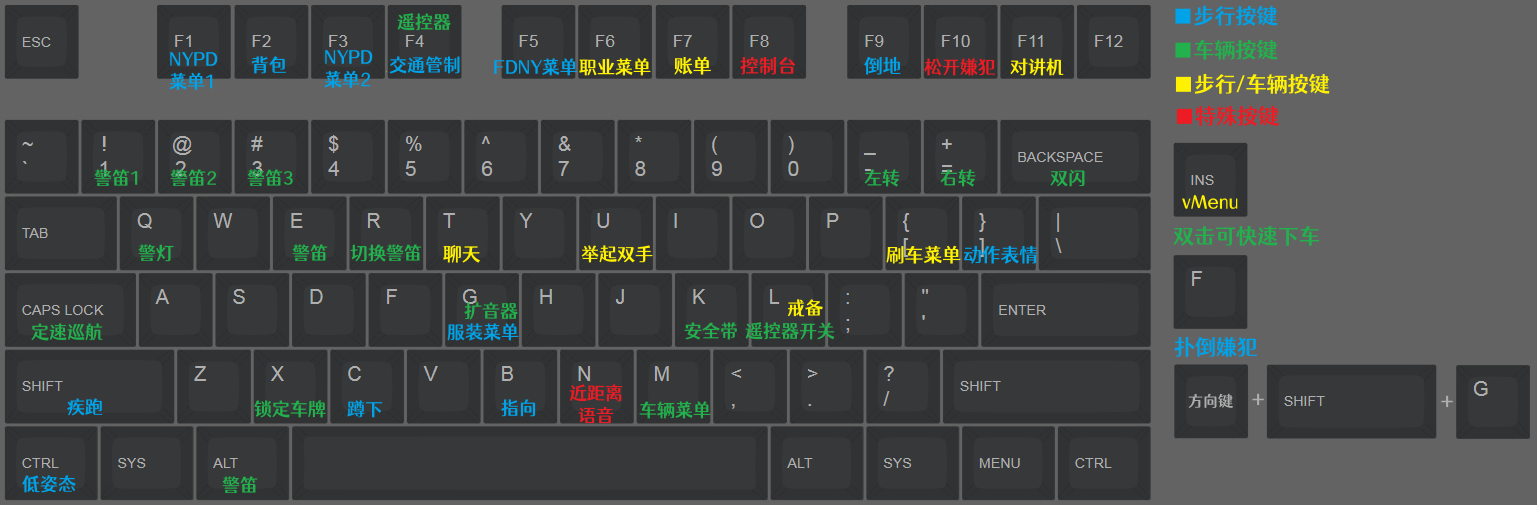 ESC
F1
NYPD
菜单1
F2
背包
F3
NYPD
菜单2
遥控器
F4
交通管制
F5
FDNY菜单
F6
职业菜单
F7
账单
F8
控制台
F9
倒地
F10
松开嫌犯
F11
对讲机
F12
■步行按键
■车辆按键
■步行/车辆按键
■特殊按键
~
`
!
1
警笛1
@
2
警笛2
#
3
警笛3
$
4
%
5
^
6
&
7
*
8
(
9
)
0
_
-
左转
+
=
右转
BACKSPACE
双闪
INS
vMenu
TAB
Q
警灯
W
E
警笛
R
切换警笛
T
聊天
Y
U
举起双手
I
O
P
{
[
刷车菜单
}
]
动作表情
|
\
双击可快速下车
F
CAPS LOCK
定速巡航
A
S
D
F
G
扩音器
服装菜单
H
J
K
安全带
L
戒备
遥控器开关
:
;
"
'
ENTER
扑倒嫌犯
方向键 + SHIFT + G
SHIFT
疾跑
Z
X
锁定车牌
C
蹲下
V
B
指向
N
近距离
语音
M
车辆菜单
<
,
>
.
?
/
SHIFT
CTRL
低姿态
SYS
ALT
警笛
ALT
SYS
MENU
CTRL